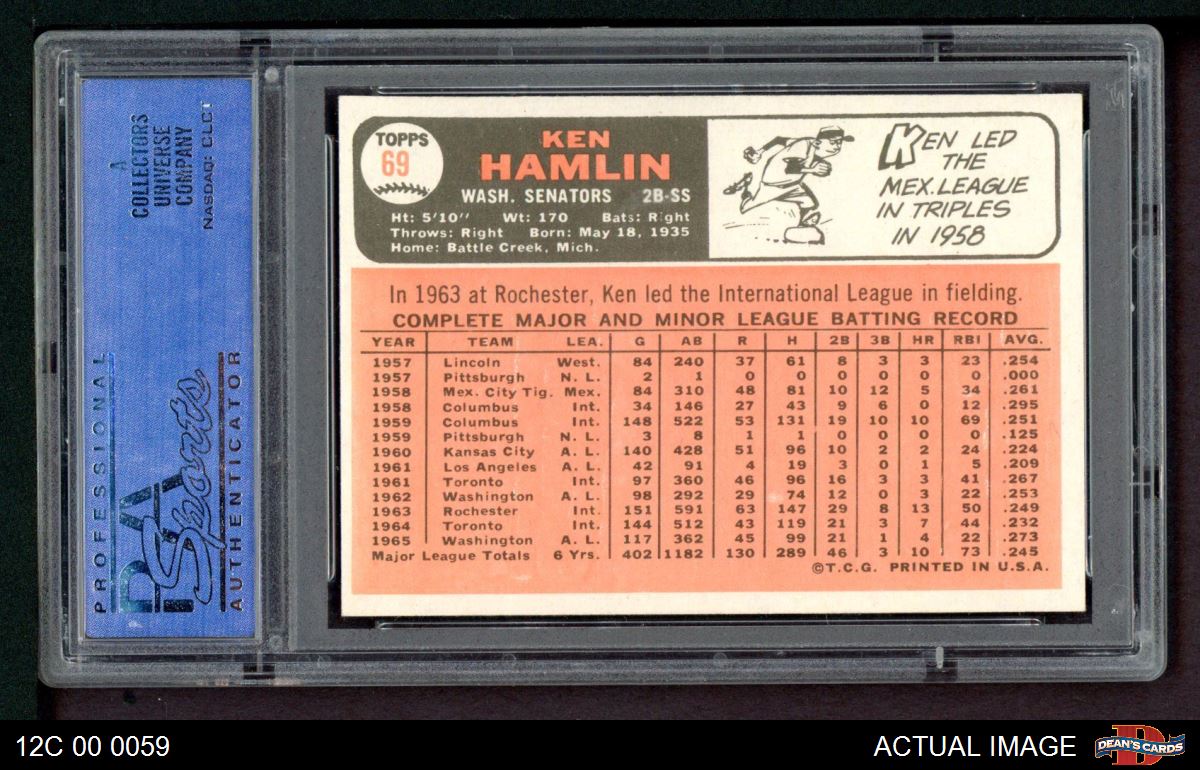 A
COLLECTORS
UNIVERSE
COMPANY
NASDAQ: CLCT
PROFESSIONAL
PSA
Sports
AUTHENTICATOR
TOPPS
69
KEN
HAMLIN
WASH. SENATORS 2B-SS
Ht: 5'10" Wt: 170 Bats: Right
Throws: Right Born: May 18, 1935
Home: Battle Creek, Mich.
KEN LED
THE
MEX. LEAGUE
IN TRIPLES
IN 1958
In 1963 at Rochester, Ken led the International League in fielding.
COMPLETE MAJOR AND MINOR LEAGUE BATTING RECORD
YEAR TEAM LEA. G AB R H 2B 3B HR RBI AVG.
1957 Lincoln West. 84 240 37 61 8 3 3 23 .254
1957 Pittsburgh N. L. 2 1 0 0 0 0 0 0 .000
1958 Mex. City Tig. Mex. 84 310 48 81 10 12 5 34 .261
1958 Columbus Int. 34 146 27 43 9 6 0 12 .295
1959 Columbus Int. 148 522 53 131 19 10 10 69 .251
1959 Pittsburgh N. L. 3 8 1 1 0 0 0 0 .125
1960 Kansas City A. L. 140 428 51 96 10 2 2 24 .224
1961 Los Angeles A. L. 42 91 4 19 3 0 1 5 .209
1961 Toronto Int. 97 360 46 96 16 3 3 41 .267
1962 Washington A. L. 98 292 29 74 12 0 3 22 .253
1963 Rochester Int. 151 591 63 147 29 8 13 50 .249
1964 Toronto Int. 144 512 43 119 21 3 7 44 .232
1965 Washington A. L. 117 362 45 99 21 1 4 22 .273
Major League Totals 6 Yrs. 402 1182 130 289 46 3 10 73 .245
©T.C.G. PRINTED IN U.S.A.
12C 00 0059
ACTUAL IMAGE
D
DEAN'S CARDS